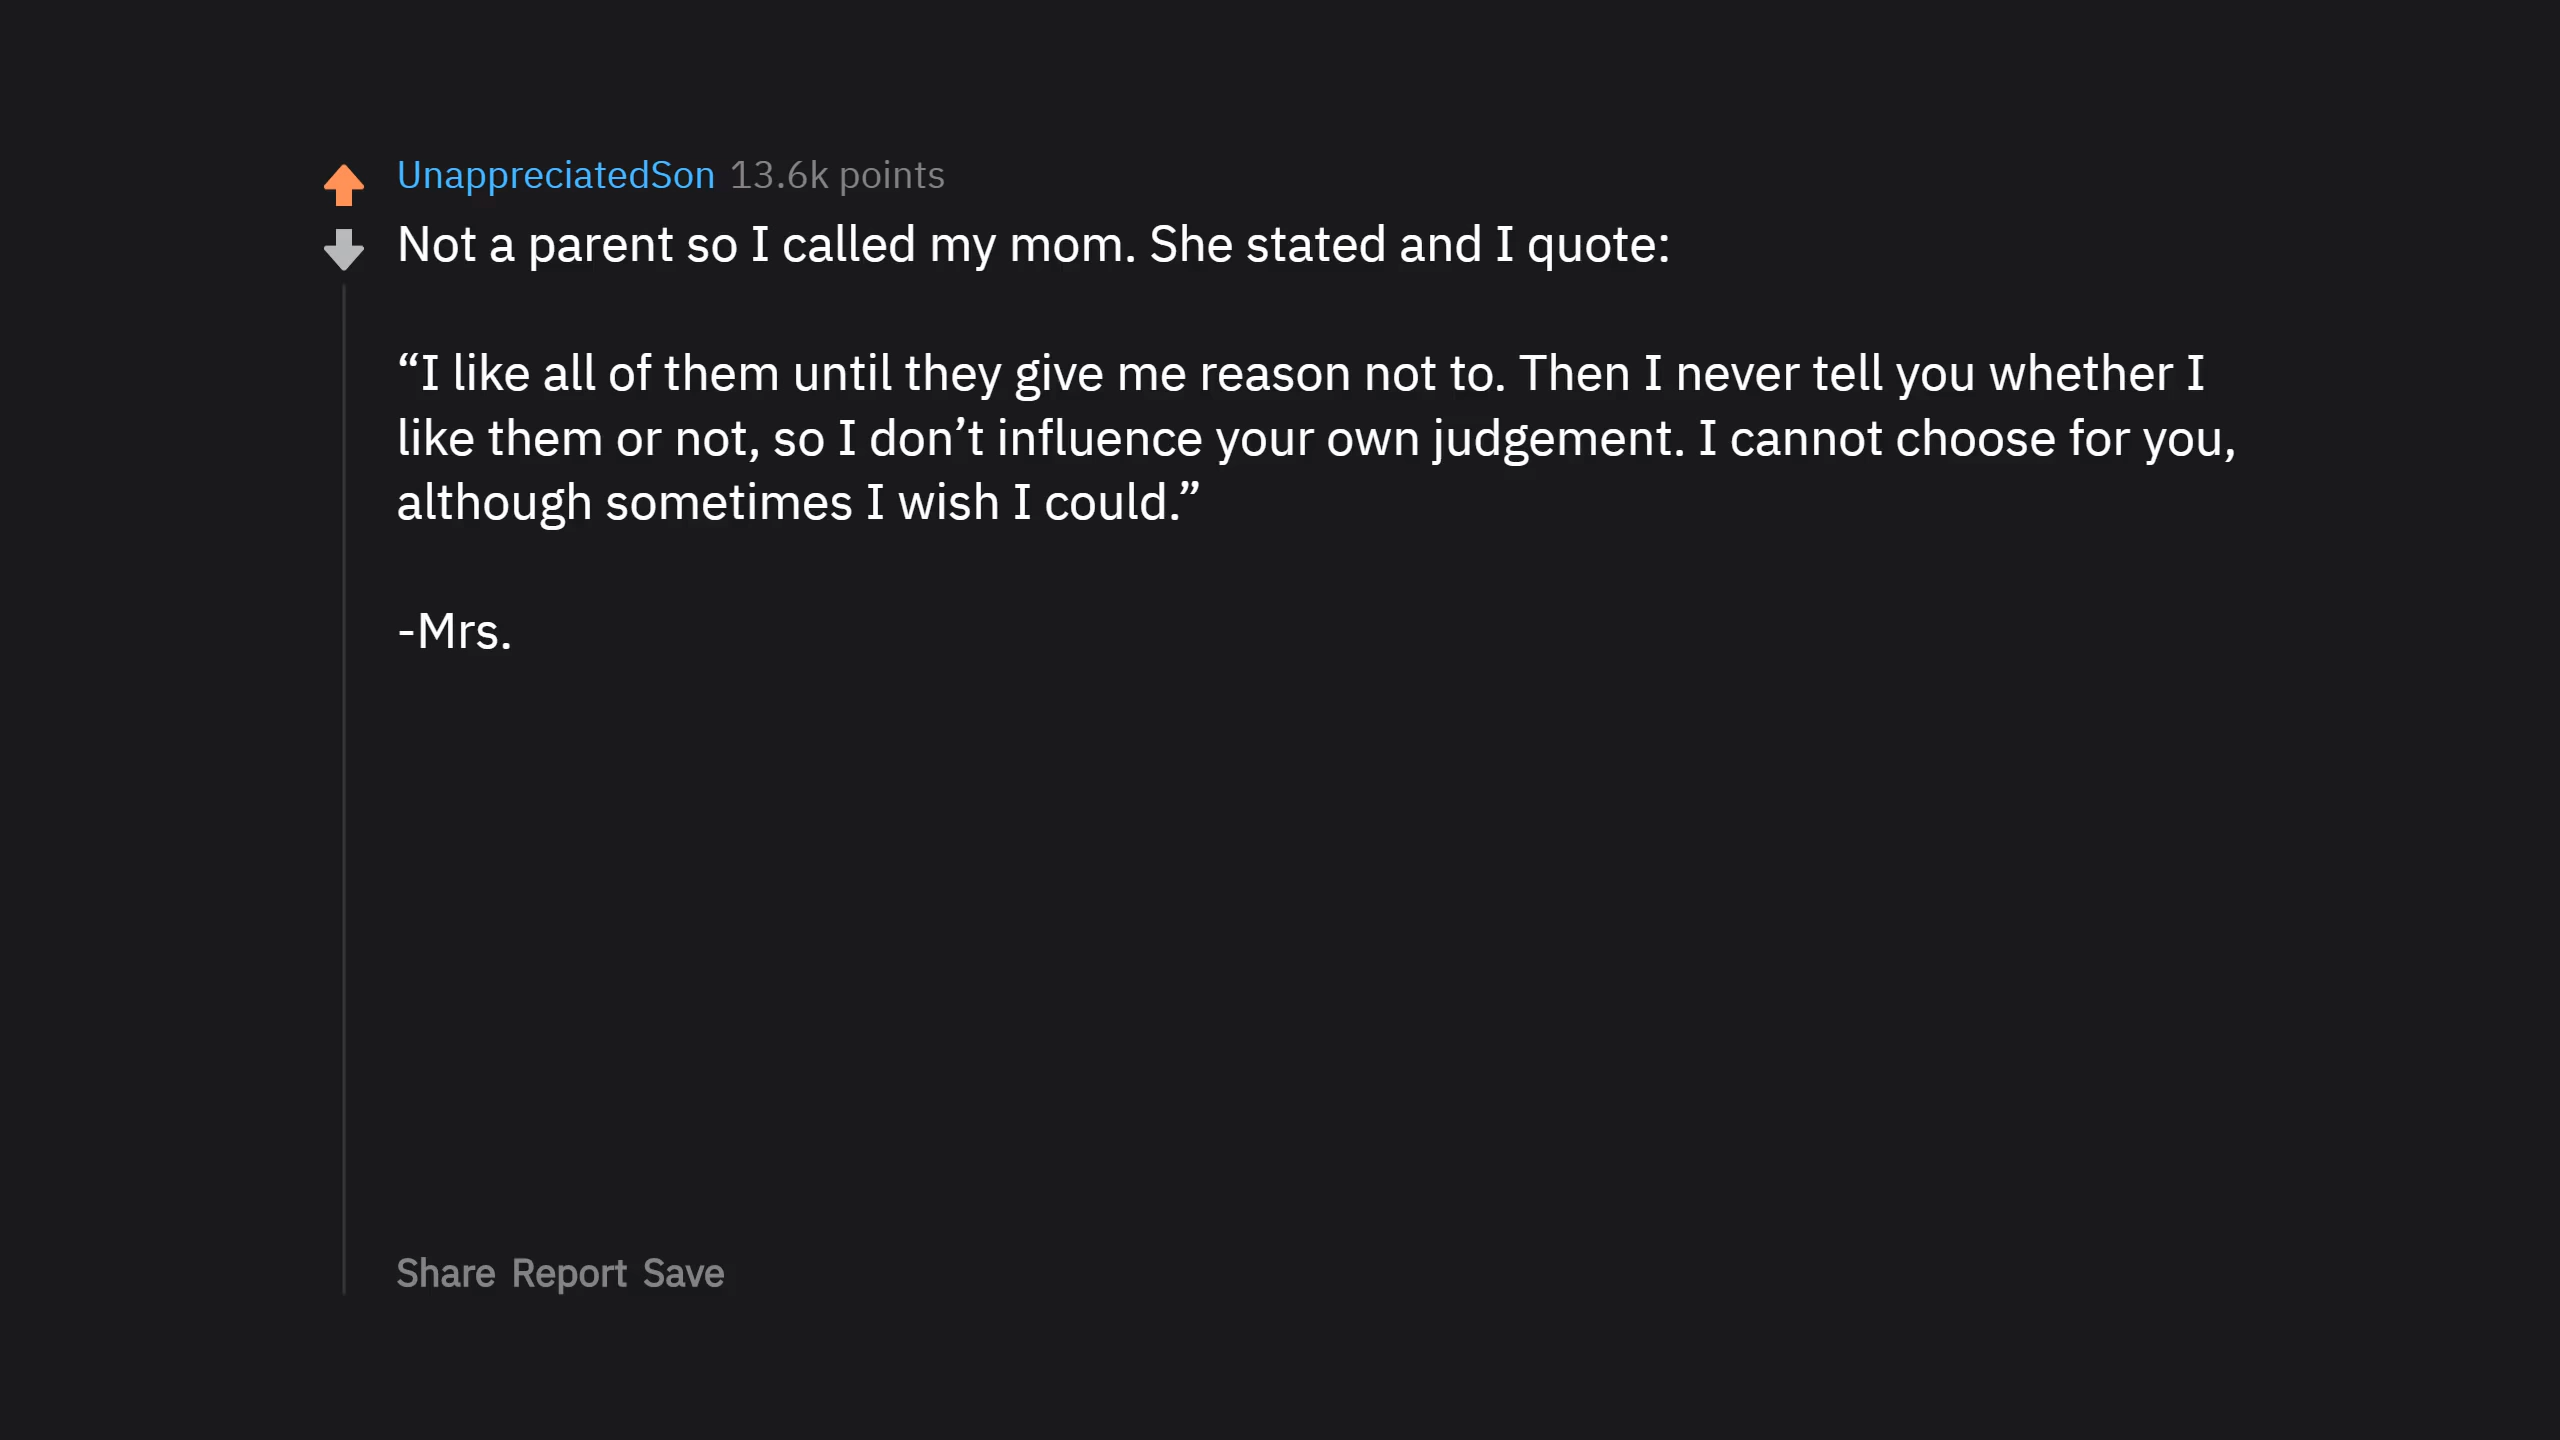 UnappreciatedSon 13.6k points
Not a parent so I called my mom. She stated and I quote:
“I like all of them until they give me reason not to. Then I never tell you whether I
like them or not, so I don’t influence your own judgement. I cannot choose for you,
although sometimes I wish I could.”
-Mrs.
Share Report Save